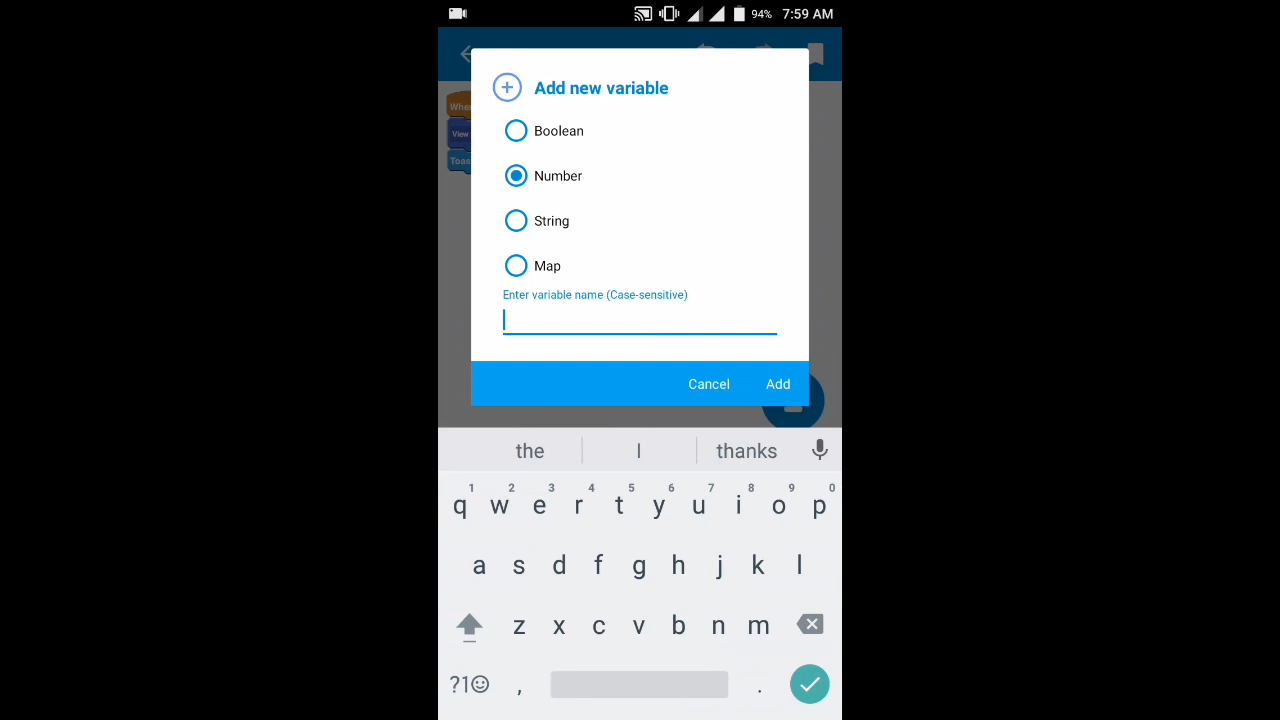 94% 7:59 AM
Add new variable
Boolean
Number
String
Map
Enter variable name (Case-sensitive)
Cancel Add
View
the I thanks
1 2 3 4 5 6 7 8 9 0
q w e r t y u i o p
a s d f g h j k l
z x c v b n m
?1☺ , .